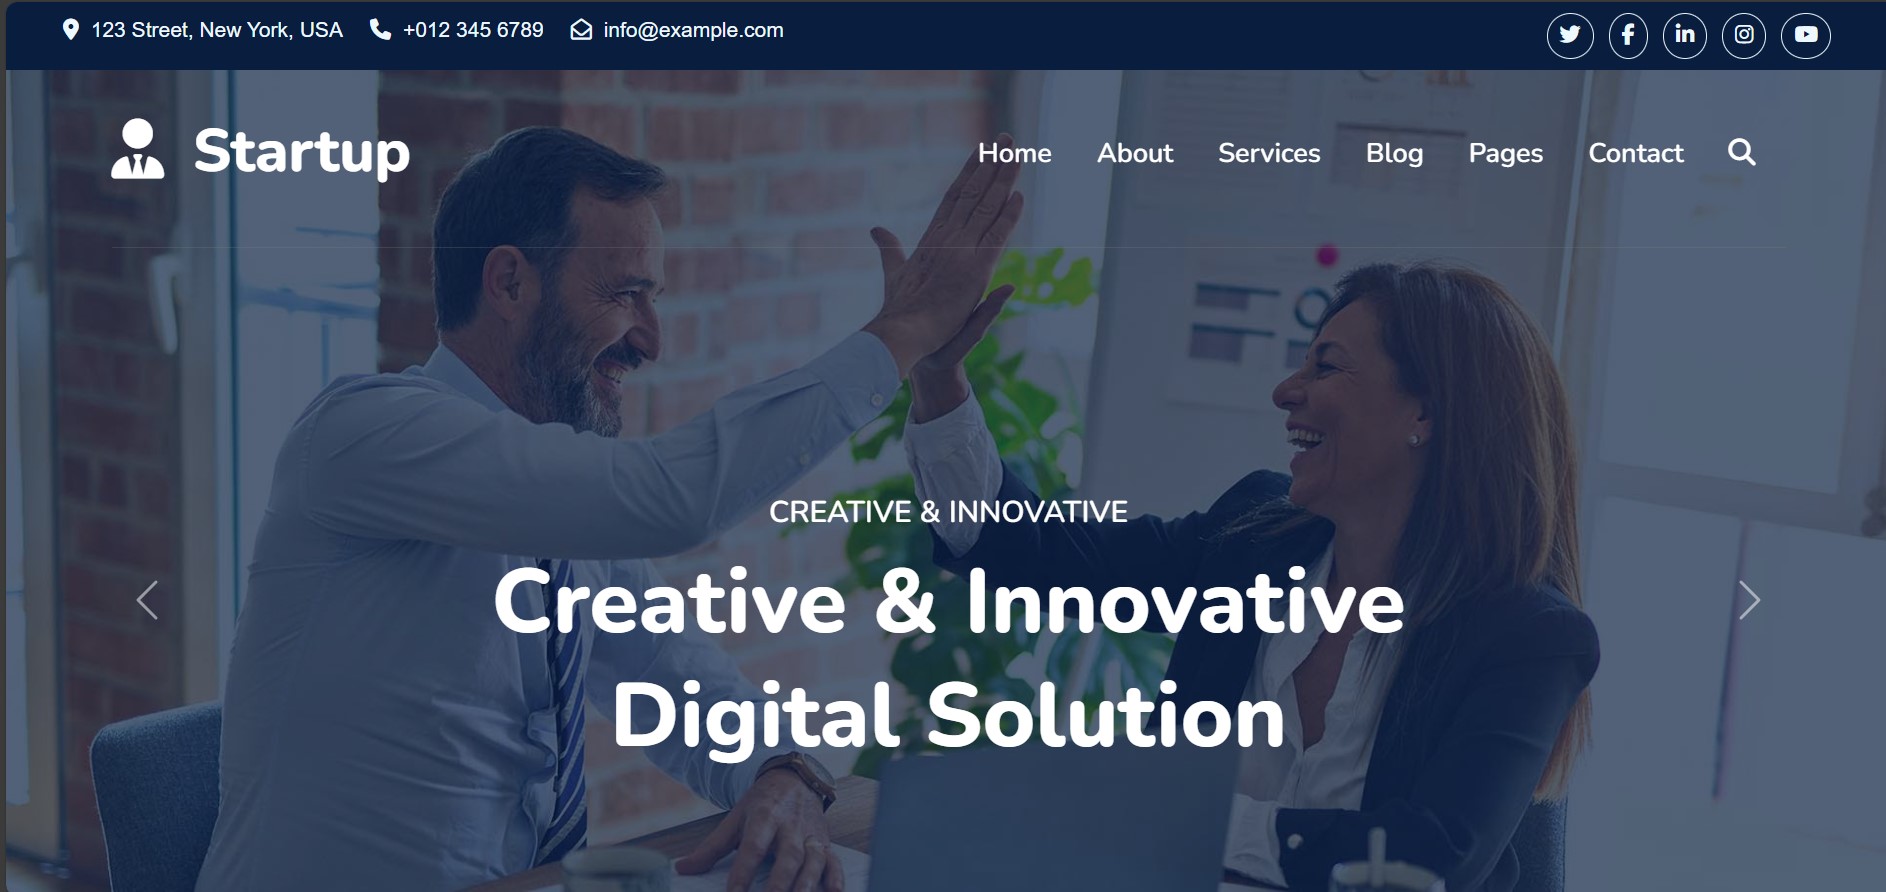 123 Street, New York, USA +012 345 6789 info@example.com
Startup Home About Services Blog Pages Contact
CREATIVE & INNOVATIVE
Creative & Innovative
Digital Solution